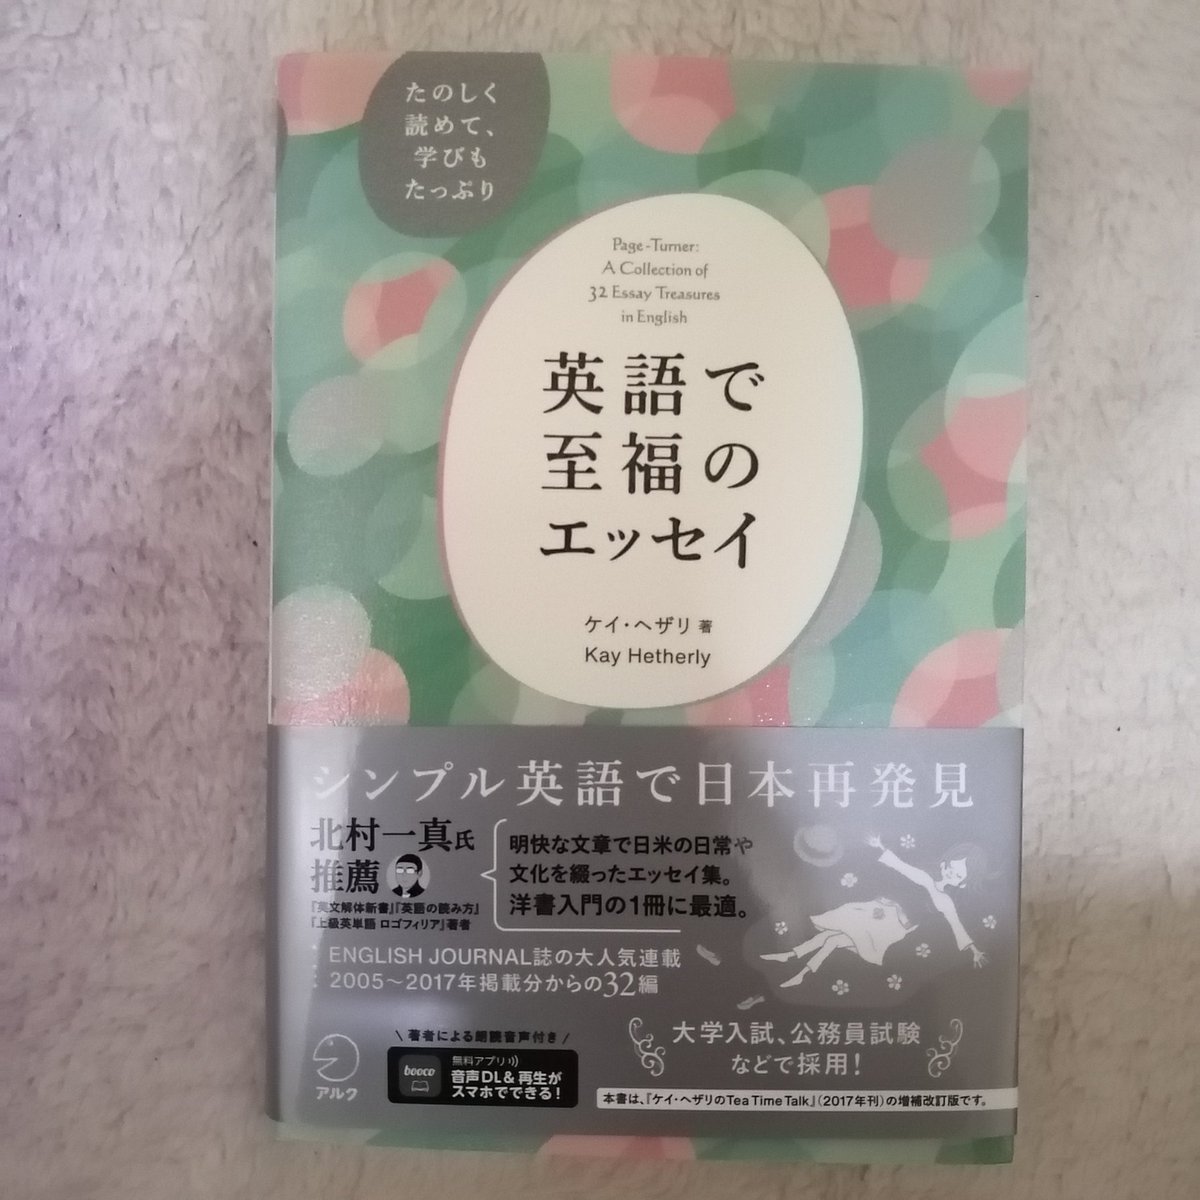 たのしく
読めて、
学びも
たっぷり
Page-Turner:
A Collection of
32 Essay Treasures
in English
英語で
至福の
エッセイ
ケイ・ヘザリ 著
Kay Hetherly
シンプル英語で日本再発見
北村一真氏
推薦
『英文解体新書』『英語の読み方』
『上級英単語 ロゴフィリア』著者
明快な文章で日米の日常や
文化を綴ったエッセイ集。
洋書入門の1冊に最適。
ENGLISH JOURNAL誌の大人気連載
2005～2017年掲載分からの32編
大学入試、公務員試験
などで採用！
アルク
\ 著者による朗読音声付き /
booco
無料アプリ
音声DL＆再生が
スマホでできる！
本書は、『ケイ・ヘザリのTea Time Talk』（2017年刊）の増補改訂版です。